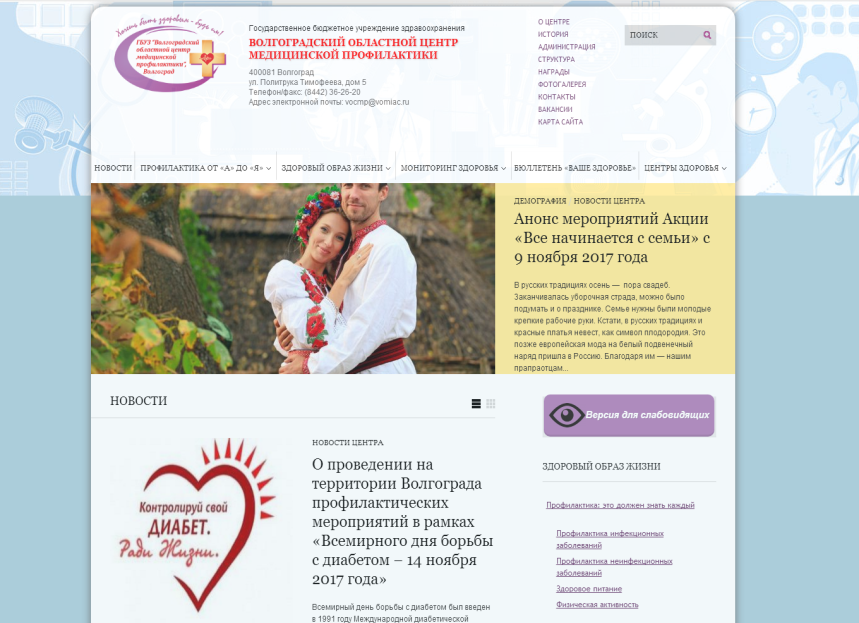 Хочешь быть здоровым - будь им!
ГБУЗ "Волгоградский
областной центр
медицинской
профилактики",
Волгоград
Государственное бюджетное учреждение здравоохранения
ВОЛГОГРАДСКИЙ ОБЛАСТНОЙ ЦЕНТР
МЕДИЦИНСКОЙ ПРОФИЛАКТИКИ
400081 Волгоград
ул. Политрука Тимофеева, дом 5
Телефон/факс: (8442) 36-26-20
Адрес электронной почты: vocmp@vomiac.ru
О ЦЕНТРЕ
ИСТОРИЯ
АДМИНИСТРАЦИЯ
СТРУКТУРА
НАГРАДЫ
ФОТОГАЛЕРЕЯ
КОНТАКТЫ
ВАКАНСИИ
КАРТА САЙТА
ПОИСК
НОВОСТИ
ПРОФИЛАКТИКА ОТ «А» ДО «Я»
ЗДОРОВЫЙ ОБРАЗ ЖИЗНИ
МОНИТОРИНГ ЗДОРОВЬЯ
БЮЛЛЕТЕНЬ «ВАШЕ ЗДОРОВЬЕ»
ЦЕНТРЫ ЗДОРОВЬЯ
ДЕМОГРАФИЯ НОВОСТИ ЦЕНТРА
Анонс мероприятий Акции
«Все начинается с семьи» с
9 ноября 2017 года
В русских традициях осень — пора свадеб.
Заканчивалась уборочная страда, можно было
подумать и о празднике. Семье нужны были молодые
крепкие рабочие руки. Кстати, в русских традициях и
красные платья невест, как символ плодородия. Это
позже европейская мода на белый подвенечный
наряд пришла в Россию. Благодаря им — нашим
прапраотцам...
НОВОСТИ
Контролируй свой
ДИАБЕТ.
Ради Жизни.
НОВОСТИ ЦЕНТРА
О проведении на
территории Волгограда
профилактических
мероприятий в рамках
«Всемирного дня борьбы
с диабетом – 14 ноября
2017 года»
Всемирный день борьбы с диабетом был введен
в 1991 году Международной диабетической
Версия для слабовидящих
ЗДОРОВЫЙ ОБРАЗ ЖИЗНИ
Профилактика: это должен знать каждый
Профилактика инфекционных
заболеваний
Профилактика неинфекционных
заболеваний
Здоровое питание
Физическая активность